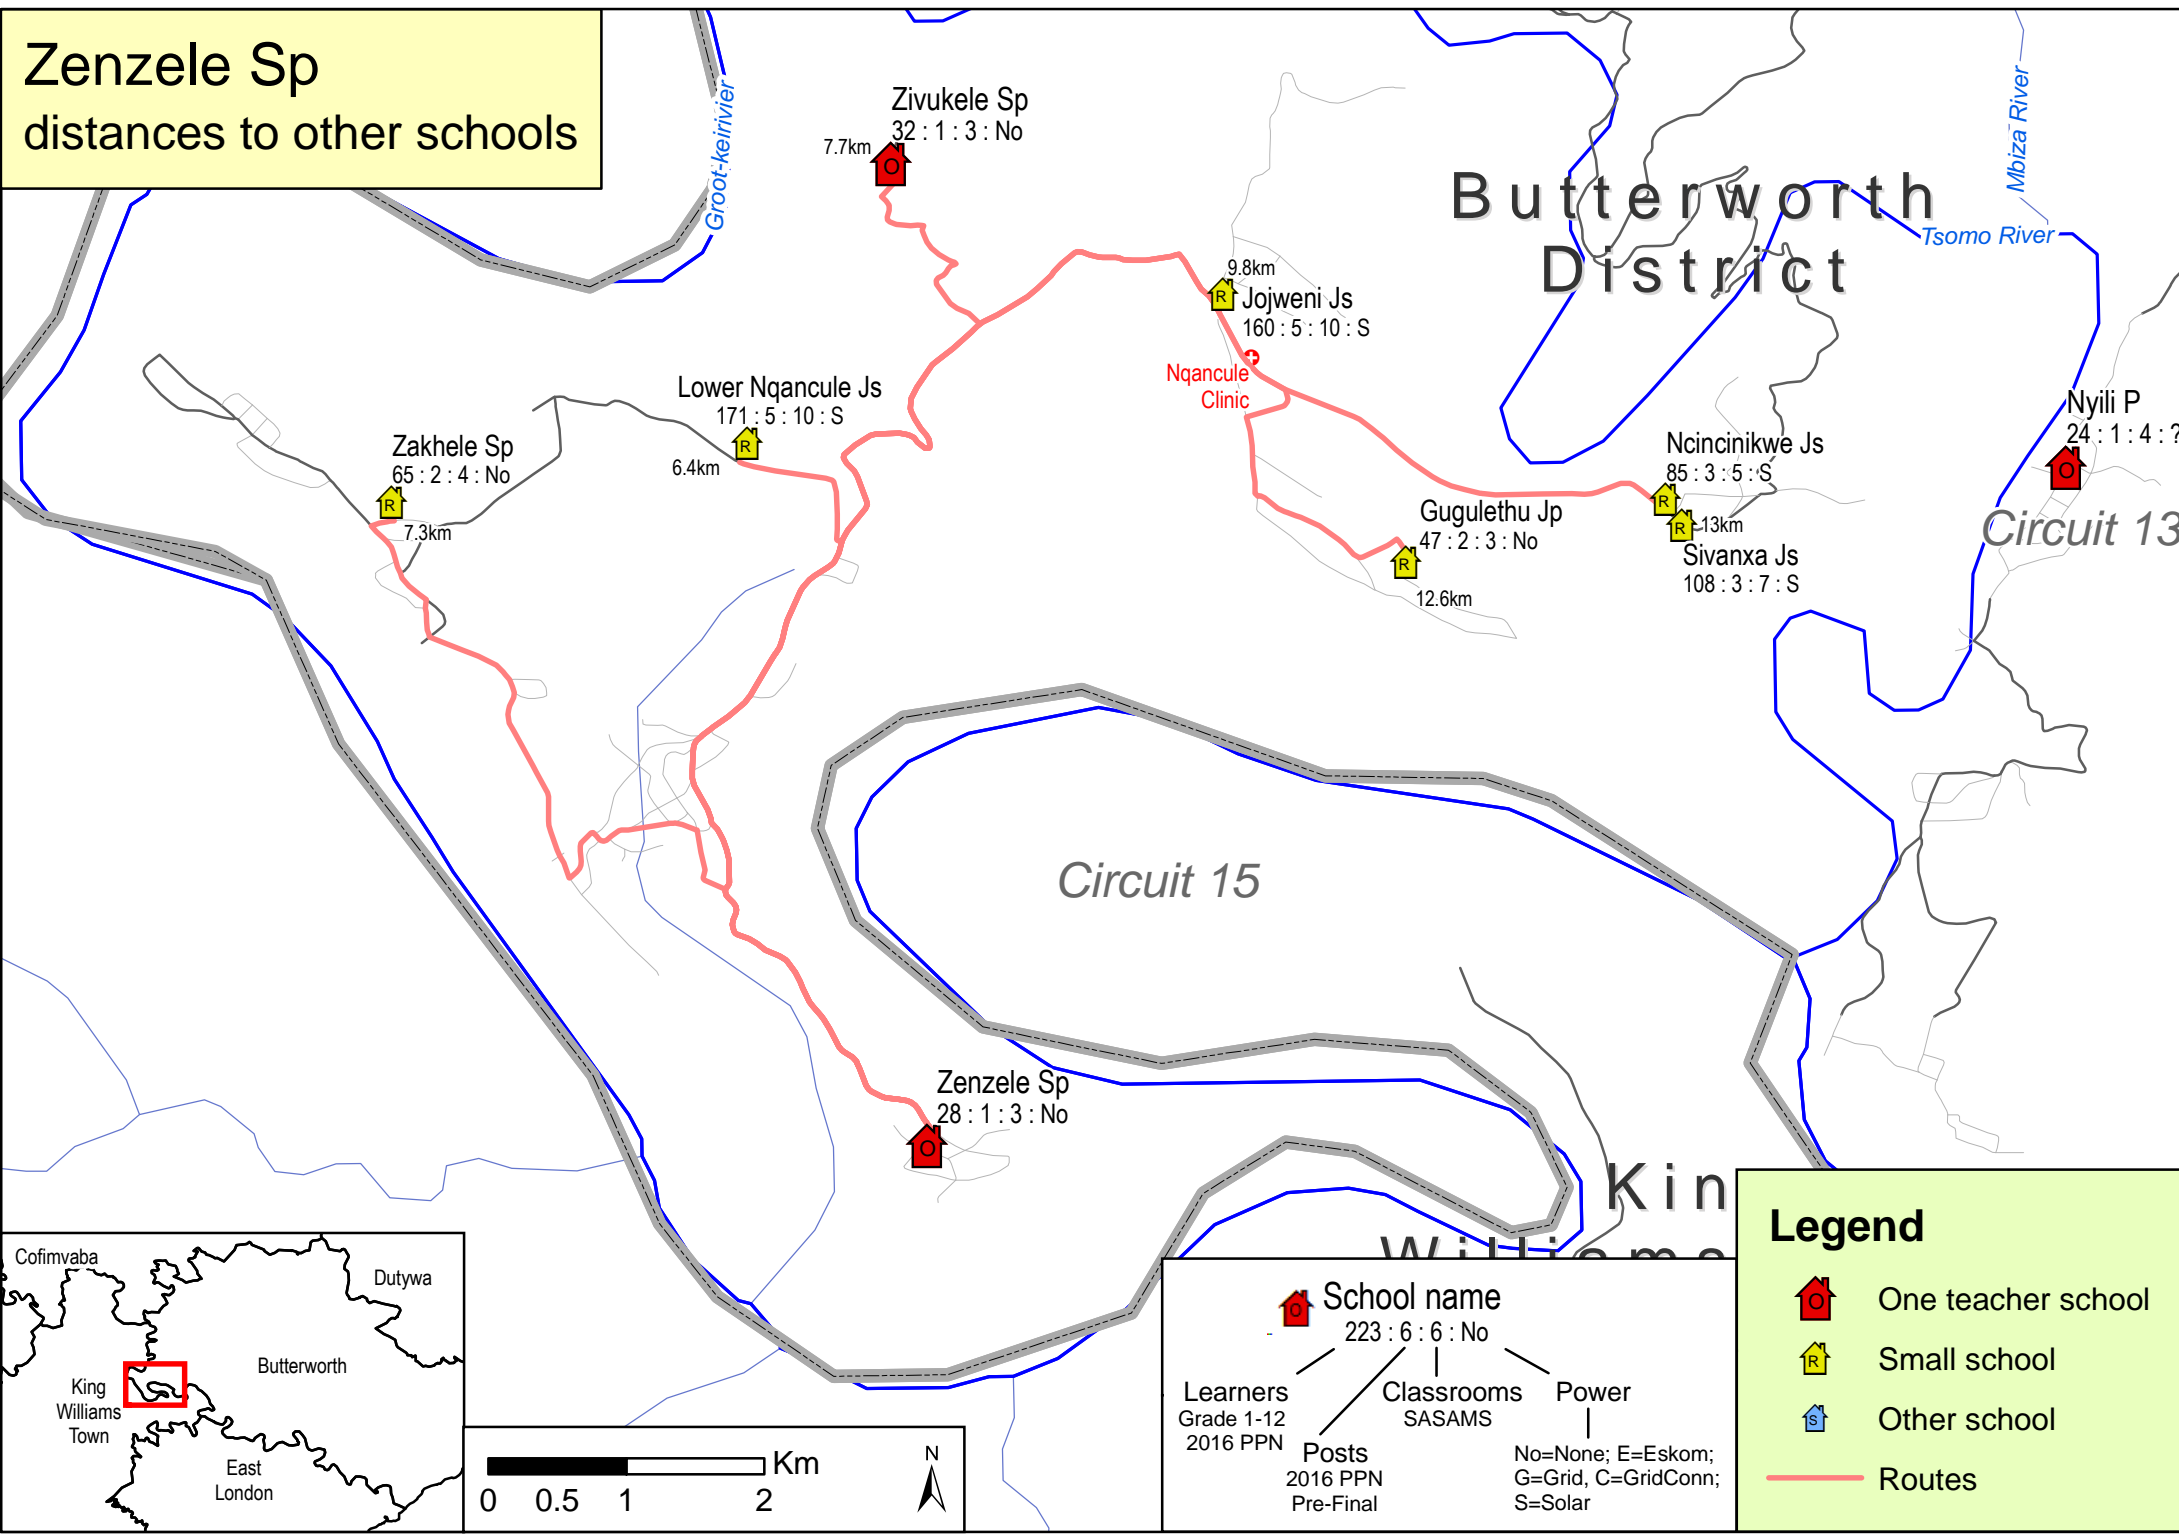 Zenzele Sp
distances to other schools
Groot-keirivier
Zivukele Sp
32 : 1 : 3 : No
7.7km
O
Mbiza River
Butterworth
District
Tsomo River
9.8km
R
Jojweni Js
160 : 5 : 10 : S
Nqancule
Clinic
Lower Nqancule Js
171 : 5 : 10 : S
R
6.4km
Zakhele Sp
65 : 2 : 4 : No
R
7.3km
Nyili P
24 : 1 : 4 : ?
O
Circuit 13
Ncincinikwe Js
85 : 3 : 5 : S
R
R
13km
Sivanxa Js
108 : 3 : 7 : S
Gugulethu Jp
47 : 2 : 3 : No
R
12.6km
Circuit 15
Zenzele Sp
28 : 1 : 3 : No
O
Kin
Williams
Cofimvaba
Dutywa
Butterworth
King
Williams
Town
East
London
Km
0 0.5 1 2
N
O
School name
223 : 6 : 6 : No
Learners
Grade 1-12
2016 PPN
Posts
2016 PPN
Pre-Final
Classrooms
SASAMS
Power
No=None; E=Eskom;
G=Grid, C=GridConn;
S=Solar
Legend
O One teacher school
R Small school
S Other school
Routes